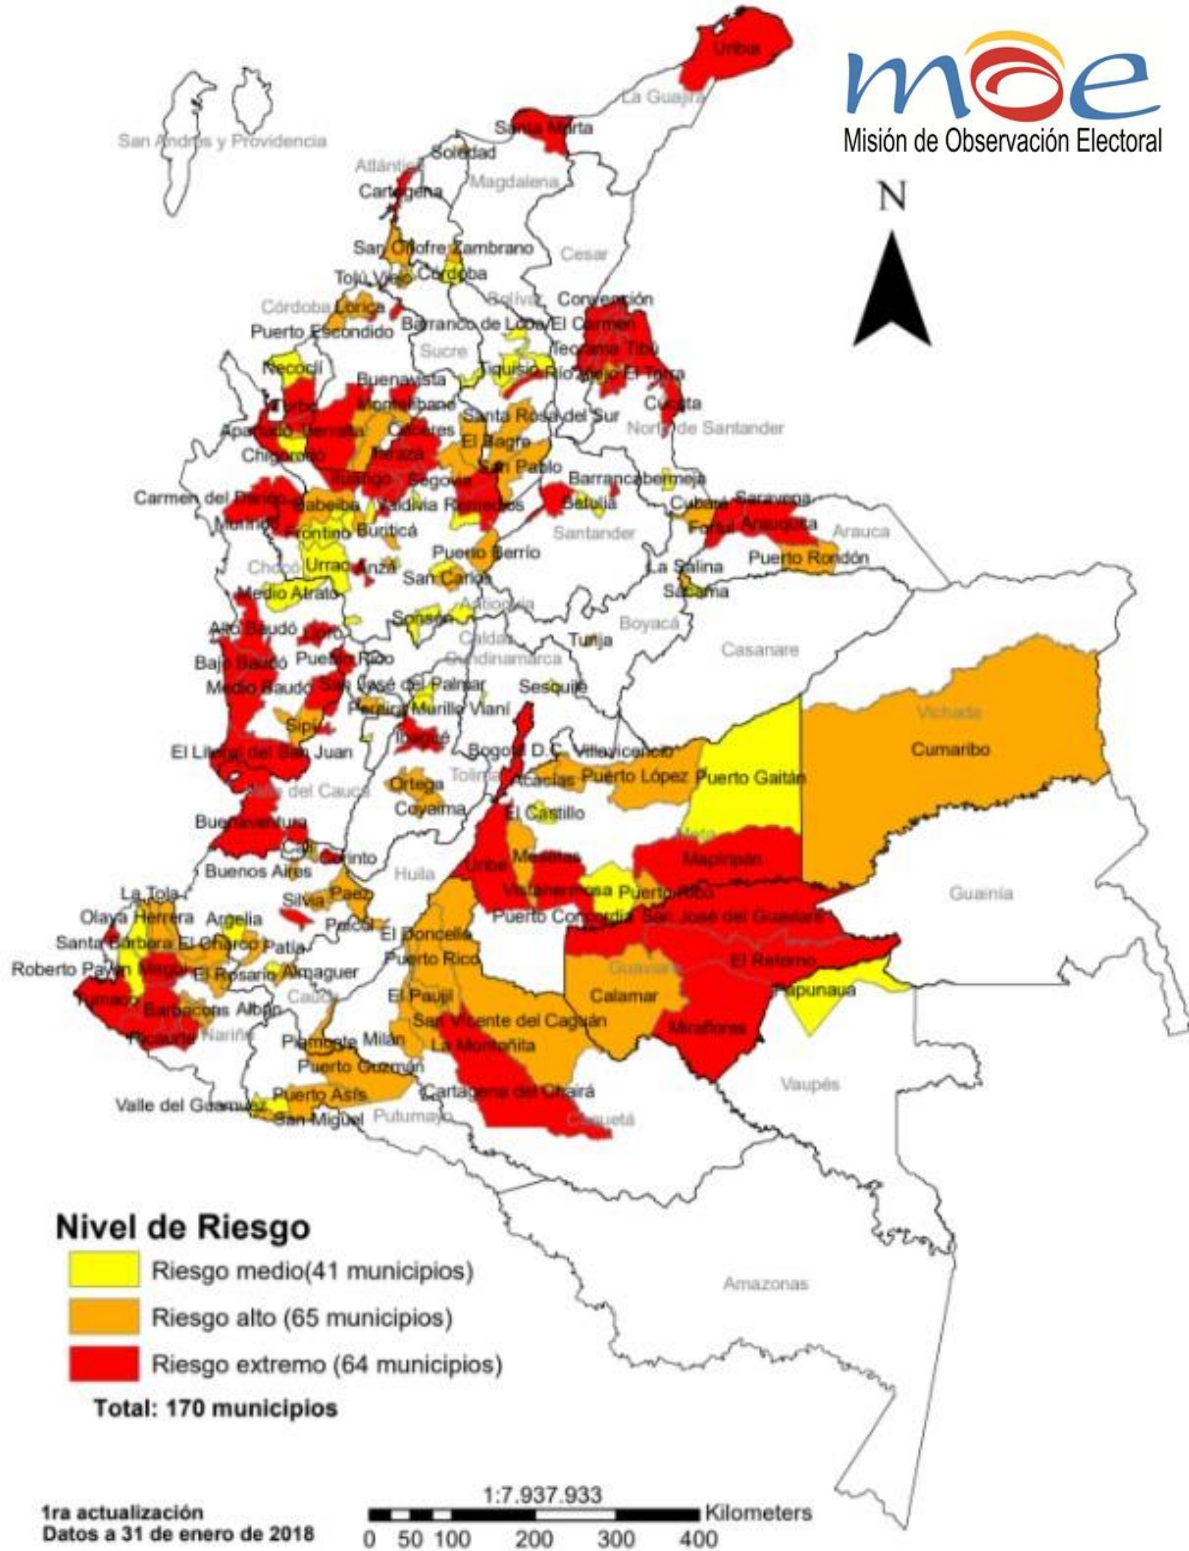 moe
Misión de Observación Electoral
N
Uribia
La Guajira
Santa Marta
San Andrés y Providencia
Soledad
Atlántico
Magdalena
Cartagena
San Onofre Zambrano
Cesar
Tolú Viejo Córdoba
Córdoba Lorica
Bolívar Convención
Puerto Escondido
Barranco de Loba El Carmen
Sucre
Teorama Tibú
Necoclí
Tiquisio Río Viejo El Tarra
Buenavista
Turbo Montelíbano
Santa Rosa del Sur
Cúcuta
Apartadó Tierralta Cáceres
El Bagre
Norte de Santander
Chigorodó Tarazá
San Pablo
Ituango Segovia
Barrancabermeja
Carmen del Darién Dabeiba Valdivia Remedios
Betulia
Cubará Saravena
Murindó Frontino Buriticá
Santander
Fortul Arauquita
Arauca
Puerto Berrío
Puerto Rondón
Chocó Urrao Anzá
San Carlos
La Salina
Medio Atrato
Sácama
Sonsón Antioquia
Alto Baudó Lloró
Caldas
Tunja
Boyacá
Casanare
Bajo Baudó Pueblo Rico
Cundinamarca
Medio Baudó San José del Palmar
Sesquilé
Pereira Murillo Vianí
Vichada
Sipí
El Litoral del San Juan
Ibagué
Bogotá D.C. Villavicencio
Cumaribo
Valle del Cauca
Ortega
Tolima
Acacías Puerto López Puerto Gaitán
Coyaima
El Castillo
Buenaventura
Meta
Cali Corinto
Uribe Mesetas
Mapiripán
Buenos Aires
Huila
La Tola
Silvia Paez
Vistahermosa Puerto Rico
Guainía
Olaya Herrera Argelia
Paicol
Puerto Concordia San José del Guaviare
Santa Bárbara El Charco Patía
El Doncello
Roberto Payán Magüi El Rosario Almaguer
Puerto Rico
Guaviare
El Retorno
Tumaco
Cauca
El Paujil
Calamar
Papunaua
Barbacoas Albán
San Vicente del Caguán
Ricaurte Nariño
Piamonte Milán
La Montañita
Miraflores
Puerto Guzmán
Vaupés
Valle del Guamuez Puerto Asís
Cartagena del Chairá
San Miguel Putumayo
Caquetá
Nivel de Riesgo
Riesgo medio(41 municipios)
Riesgo alto (65 municipios)
Riesgo extremo (64 municipios)
Total: 170 municipios
Amazonas
1ra actualización
Datos a 31 de enero de 2018
1:7.937.933
Kilometers
0 50 100 200 300 400